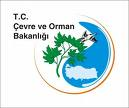 T.C.
Çevre ve Orman
Bakanlığı